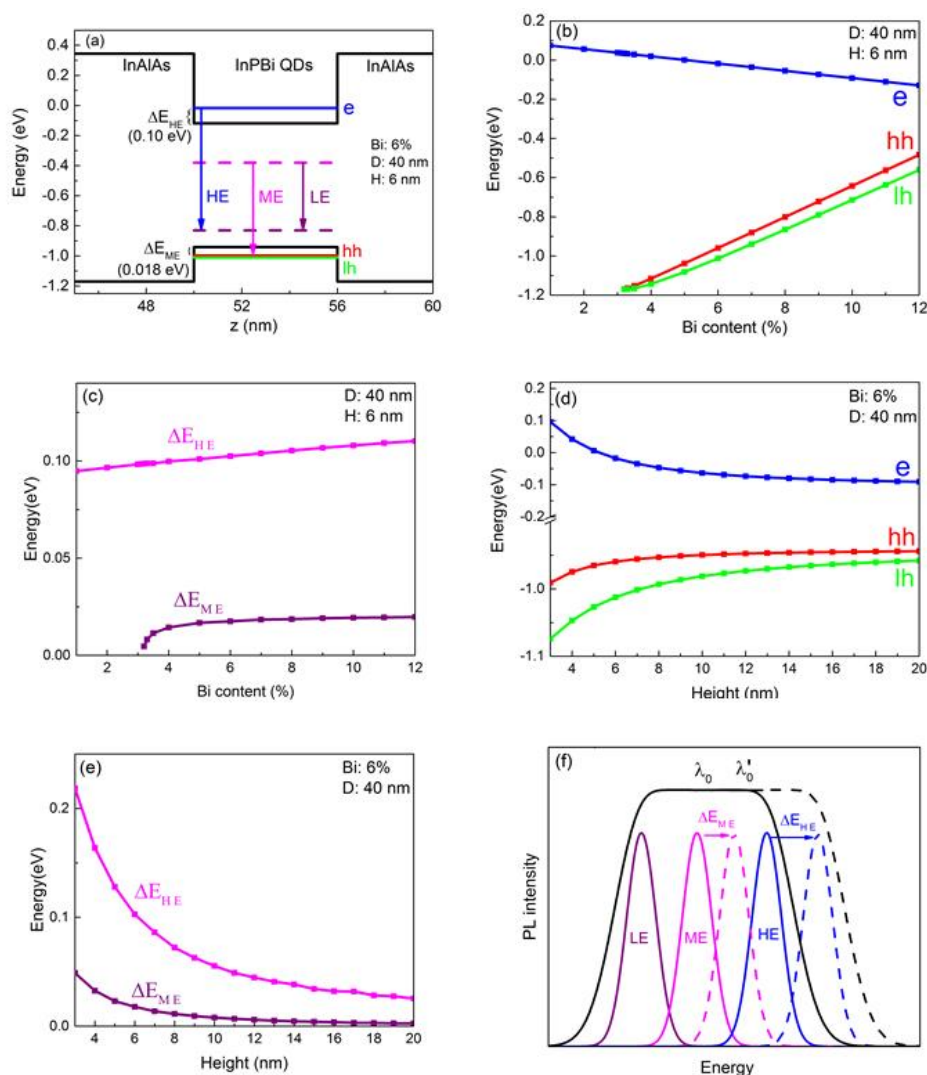 (a)
InAlAs InPBi QDs InAlAs
e
ΔE_HE
(0.10 eV)
Bi: 6%
D: 40 nm
H: 6 nm
HE ME LE
ΔE_ME
(0.018 eV)
hh
lh
Energy (eV)
0.4
0.2
0.0
-0.2
-0.4
-0.6
-0.8
-1.0
-1.2
48 52 56 60
z (nm)
(b)
D: 40 nm
H: 6 nm
e
hh
lh
Energy(eV)
0.2
0.0
-0.2
-0.4
-0.6
-0.8
-1.0
-1.2
2 4 6 8 10 12
Bi content (%)
(c)
D: 40 nm
H: 6 nm
ΔE_HE
ΔE_ME
Energy(eV)
0.10
0.05
0.00
2 4 6 8 10 12
Bi content (%)
(d)
Bi: 6%
D: 40 nm
e
hh
lh
Energy(eV)
0.2
0.1
0.0
-0.1
-0.2
-1.0
-1.1
4 6 8 10 12 14 16 18 20
Height(nm)
(e)
Bi: 6%
D: 40 nm
ΔE_HE
ΔE_ME
Energy(eV)
0.2
0.1
0.0
4 6 8 10 12 14 16 18 20
Height (nm)
(f)
λ_0 λ_0'
ΔE_ME ΔE_HE
LE ME HE
PL intensity
Energy